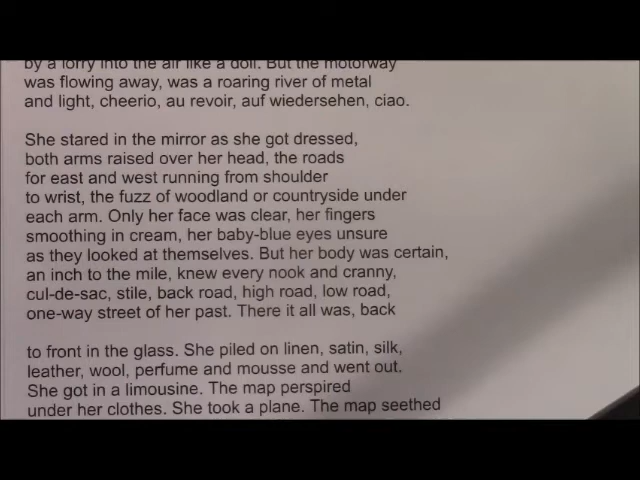 by a lorry into the air like a doll. But the motorway
was flowing away, was a roaring river of metal
and light, cheerio, au revoir, auf wiedersehen, ciao.
She stared in the mirror as she got dressed,
both arms raised over her head, the roads
for east and west running from shoulder
to wrist, the fuzz of woodland or countryside under
each arm. Only her face was clear, her fingers
smoothing in cream, her baby-blue eyes unsure
as they looked at themselves. But her body was certain,
an inch to the mile, knew every nook and cranny,
cul-de-sac, stile, back road, high road, low road,
one-way street of her past. There it all was, back
to front in the glass. She piled on linen, satin, silk,
leather, wool, perfume and mousse and went out.
She got in a limousine. The map perspired
under her clothes. She took a plane. The map seethed